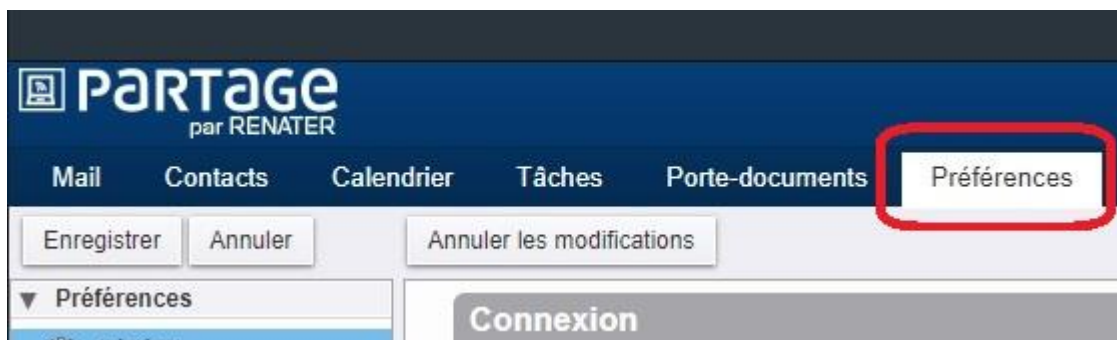 PARTAGE
par RENATER
Mail Contacts Calendrier Tâches Porte-documents Préférences
Enregistrer Annuler Annuler les modifications
Préférences
Connexion